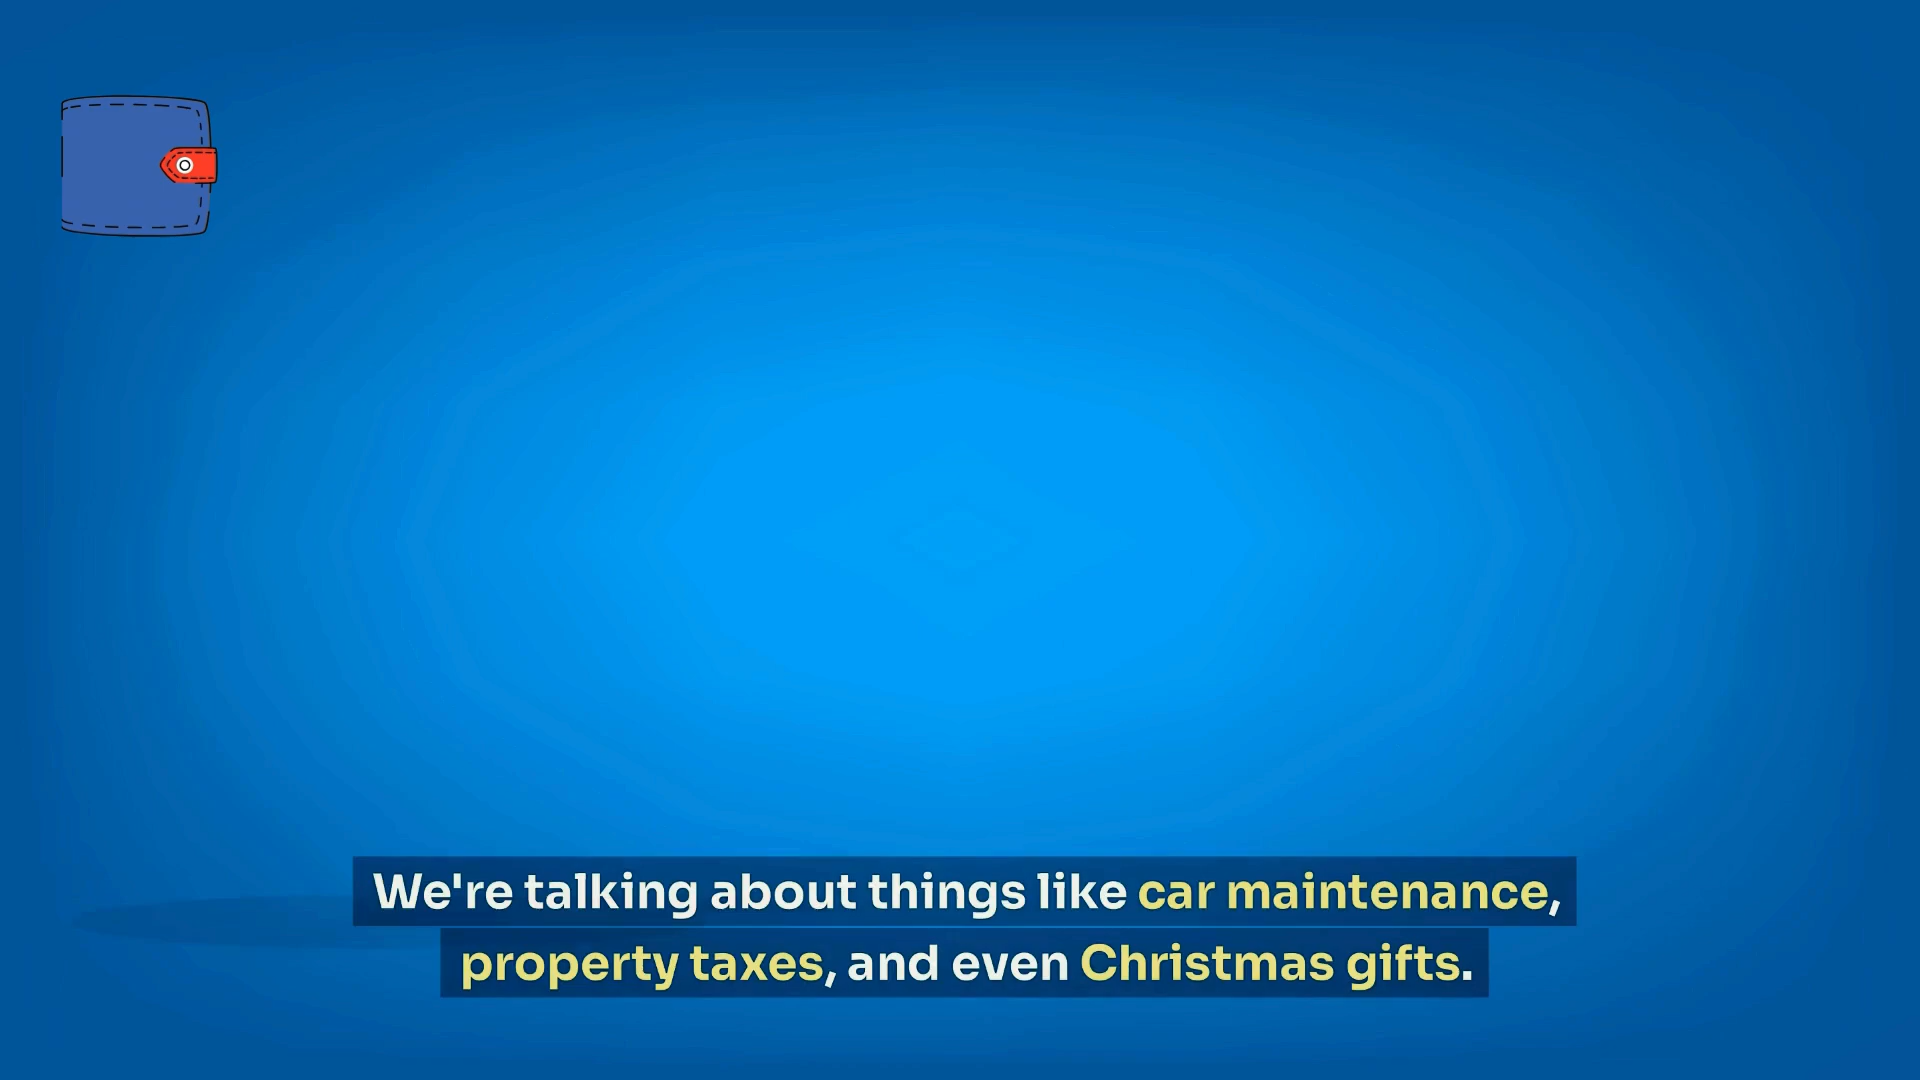 We're talking about things like car maintenance,
property taxes, and even Christmas gifts.